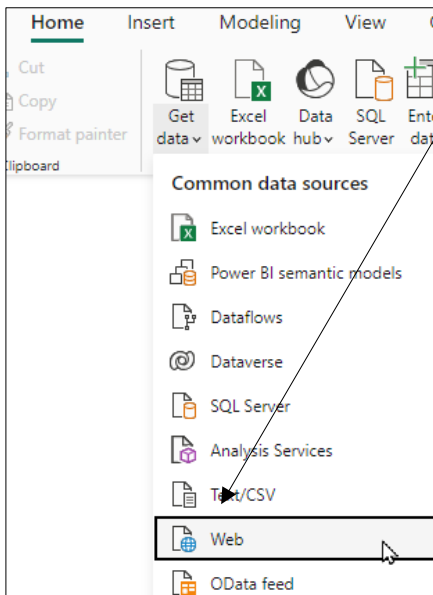 Home Insert Modeling View
Cut
Copy
Format painter
Clipboard
Get data
Excel workbook
Data hub
SQL Server
Common data sources
Excel workbook
Power BI semantic models
Dataflows
Dataverse
SQL Server
Analysis Services
Text/CSV
Web
OData feed